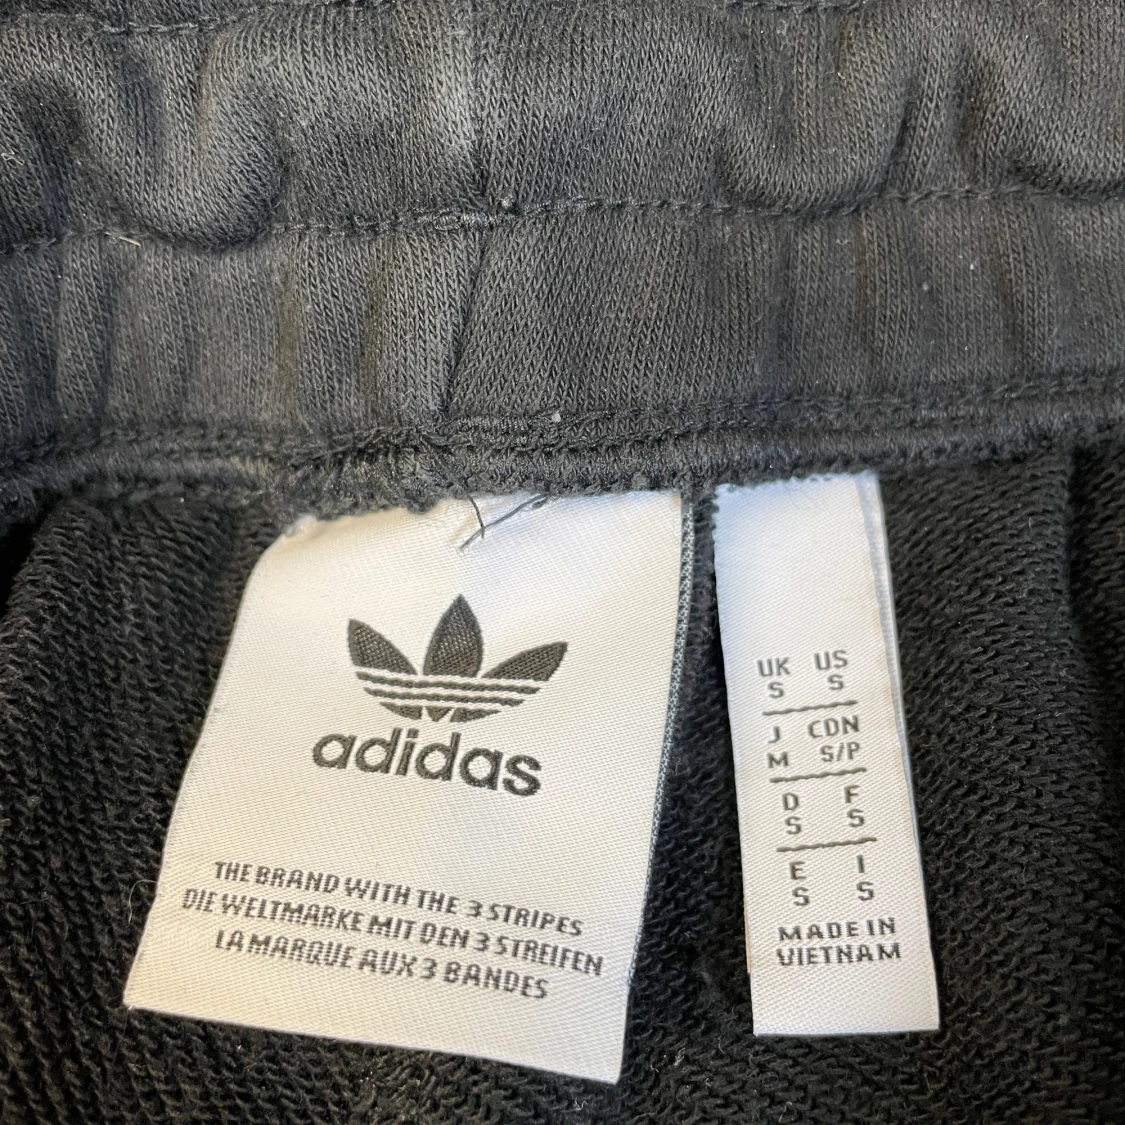 adidas
THE BRAND WITH THE 3 STRIPES
DIE WELTMARKE MIT DEN 3 STREIFEN
LA MARQUE AUX 3 BANDES
UK US
S S
J CDN
M S/P
D F
S S
E I
S S
MADE IN
VIETNAM